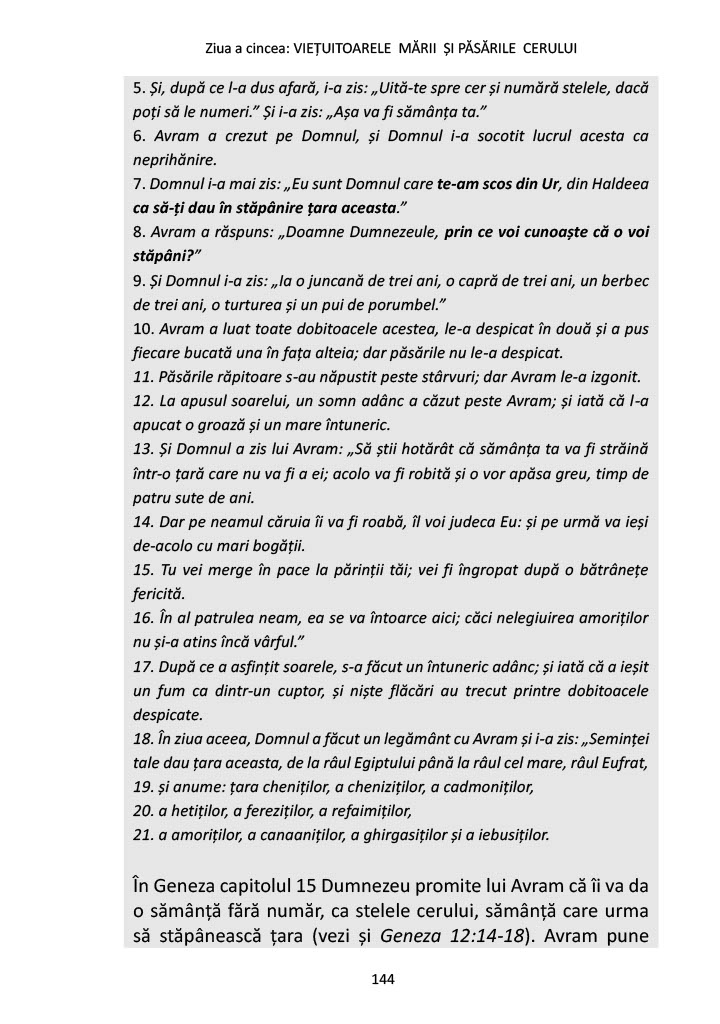 Ziua a cincea: VIEȚUITOARELE MĂRII ȘI PĂSĂRILE CERULUI
5. Și, după ce l-a dus afară, i-a zis: „Uită-te spre cer și numără stelele, dacă
poți să le numeri.” Și i-a zis: „Așa va fi sămânța ta.”
6. Avram a crezut pe Domnul, și Domnul i-a socotit lucrul acesta ca
neprihănire.
7. Domnul i-a mai zis: „Eu sunt Domnul care te-am scos din Ur, din Haldeea
ca să-ți dau în stăpânire țara aceasta.”
8. Avram a răspuns: „Doamne Dumnezeule, prin ce voi cunoaște că o voi
stăpâni?”
9. Și Domnul i-a zis: „Ia o juncană de trei ani, o capră de trei ani, un berbec
de trei ani, o turturea și un pui de porumbel.”
10. Avram a luat toate dobitoacele acestea, le-a despicat în două și a pus
fiecare bucată una în fața alteia; dar păsările nu le-a despicat.
11. Păsările răpitoare s-au năpustit peste stârvuri; dar Avram le-a izgonit.
12. La apusul soarelui, un somn adânc a căzut peste Avram; și iată că l-a
apucat o groază și un mare întuneric.
13. Și Domnul a zis lui Avram: „Să știi hotărât că sămânța ta va fi străină
într-o țară care nu va fi a ei; acolo va fi robită și o vor apăsa greu, timp de
patru sute de ani.
14. Dar pe neamul căruia îi va fi roabă, îl voi judeca Eu: și pe urmă va ieși
de-acolo cu mari bogății.
15. Tu vei merge în pace la părinții tăi; vei fi îngropat după o bătrânețe
fericită.
16. În al patrulea neam, ea se va întoarce aici; căci nelegiuirea amoriților
nu și-a atins încă vârful.”
17. După ce a asfințit soarele, s-a făcut un întuneric adânc; și iată că a ieșit
un fum ca dintr-un cuptor, și niște flăcări au trecut printre dobitoacele
despicate.
18. În ziua aceea, Domnul a făcut un legământ cu Avram și i-a zis: „Seminței
tale dau țara aceasta, de la râul Egiptului până la râul cel mare, râul Eufrat,
19. și anume: țara cheniților, a cheniziților, a cadmoniților,
20. a hetiților, a fereziților, a refaimiților,
21. a amoriților, a canaaniților, a ghirgasiților și a iebusiților.
În Geneza capitolul 15 Dumnezeu promite lui Avram că îi va da
o sămânță fără număr, ca stelele cerului, sămânță care urma
să stăpânească țara (vezi și Geneza 12:14-18). Avram pune
144